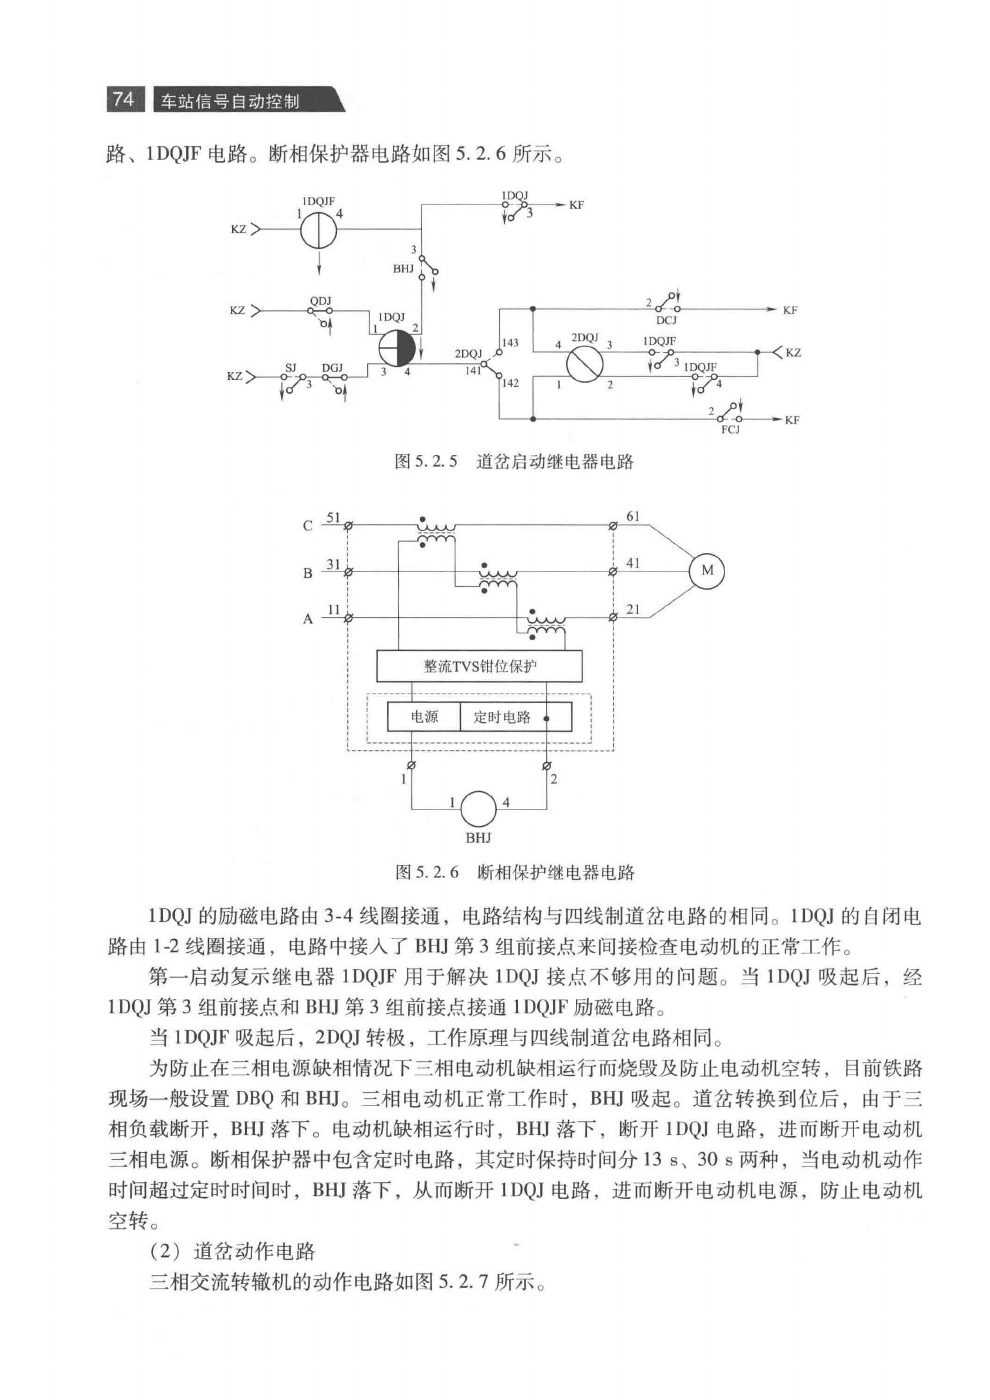 74 车站信号自动控制
路、1DQJF 电路。断相保护器电路如图 5. 2. 6 所示。
1DQJF
1 4
KZ
1DQJ
3
KF
3
BHJ
KZ
QDJ
1DQJ
1 2
3 4
KZ
SJ
3
DGJ
2DQJ
141
143
142
2DQJ
4 3
1 2
2
DCJ
KF
1DQJF
3
KZ
1DQJF
4
2
FCJ
KF
图 5. 2. 5 道岔启动继电器电路
C 51 61
B 31 41 M
A 11 21
整流TVS钳位保护
电源 定时电路
1 2
1 4
BHJ
图 5. 2. 6 断相保护继电器电路
1DQJ 的励磁电路由 3-4 线圈接通，电路结构与四线制道岔电路的相同。1DQJ 的自闭电
路由 1-2 线圈接通，电路中接入了 BHJ 第 3 组前接点来间接检查电动机的正常工作。
第一启动复示继电器 1DQJF 用于解决 1DQJ 接点不够用的问题。当 1DQJ 吸起后，经
1DQJ 第 3 组前接点和 BHJ 第 3 组前接点接通 1DQJF 励磁电路。
当 1DQJF 吸起后，2DQJ 转极，工作原理与四线制道岔电路相同。
为防止在三相电源缺相情况下三相电动机缺相运行而烧毁及防止电动机空转，目前铁路
现场一般设置 DBQ 和 BHJ。三相电动机正常工作时，BHJ 吸起。道岔转换到位后，由于三
相负载断开，BHJ 落下。电动机缺相运行时，BHJ 落下，断开 1DQJ 电路，进而断开电动机
三相电源。断相保护器中包含定时电路，其定时保持时间分 13 s、30 s 两种，当电动机动作
时间超过定时时间时，BHJ 落下，从而断开 1DQJ 电路，进而断开电动机电源，防止电动机
空转。
（2）道岔动作电路
三相交流转辙机的动作电路如图 5. 2. 7 所示。